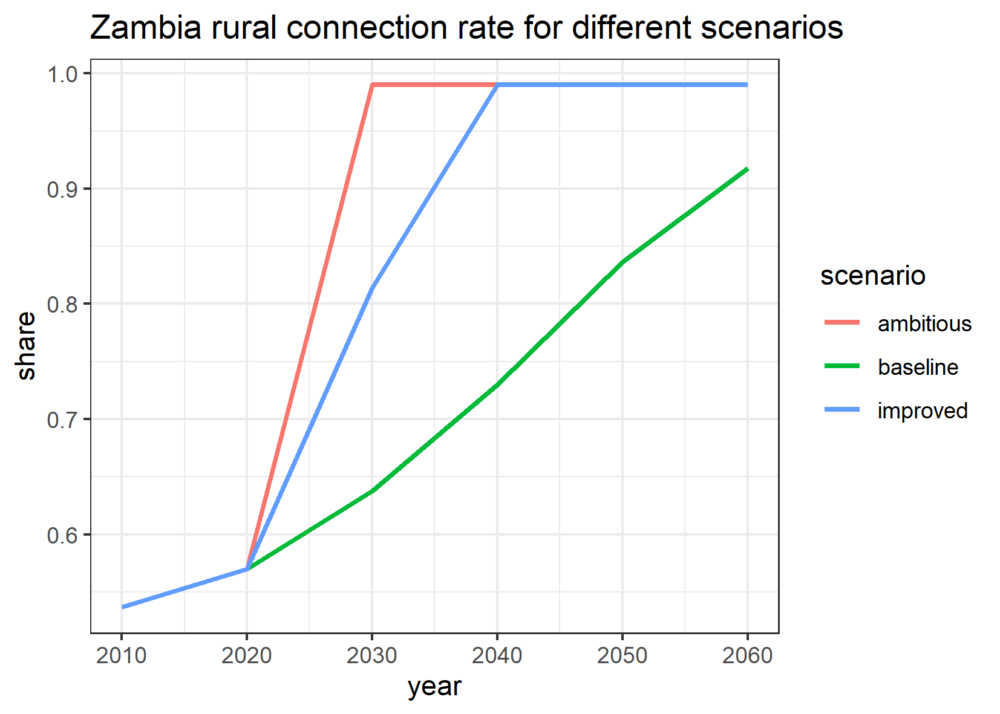 Zambia rural connection rate for different scenarios
1.0
0.9
0.8
0.7
0.6
share
2010 2020 2030 2040 2050 2060
year
scenario
ambitious
baseline
improved